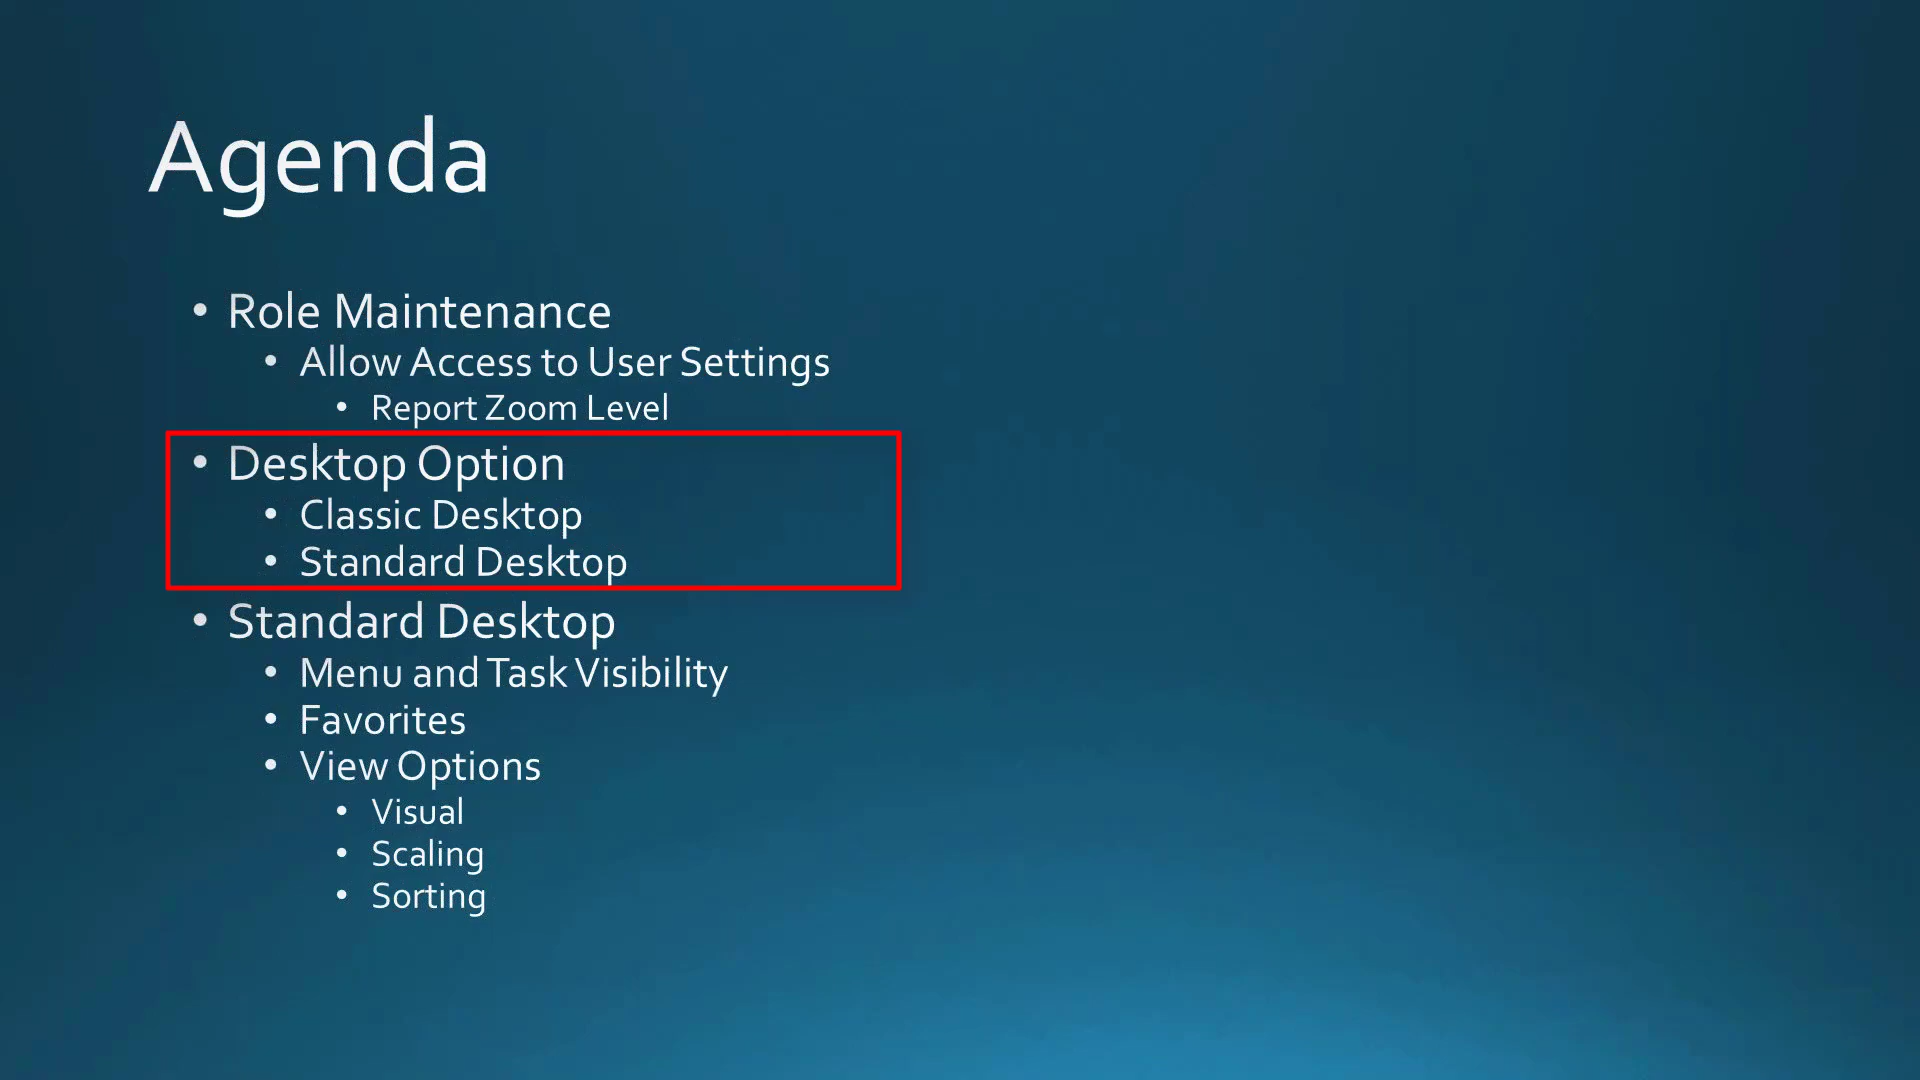 Agenda
• Role Maintenance
• Allow Access to User Settings
• Report Zoom Level
• Desktop Option
• Classic Desktop
• Standard Desktop
• Standard Desktop
• Menu and Task Visibility
• Favorites
• View Options
• Visual
• Scaling
• Sorting